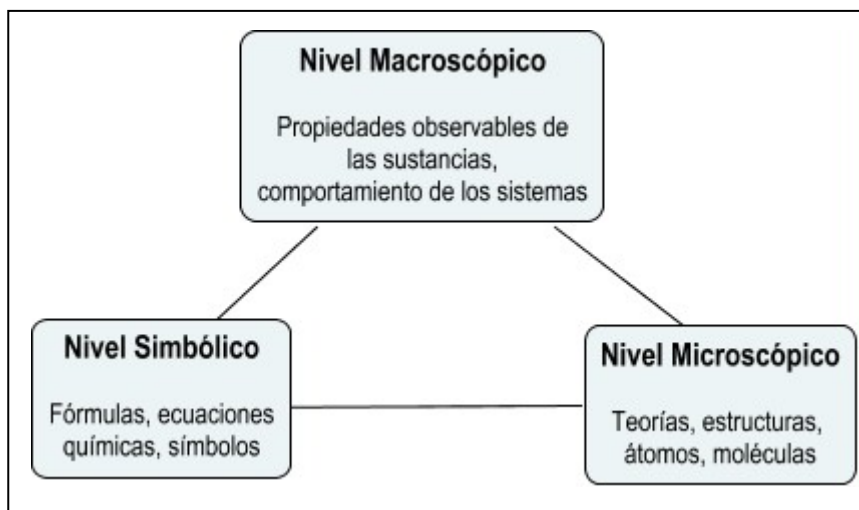 Nivel Macroscópico
Propiedades observables de
las sustancias,
comportamiento de los sistemas
Nivel Simbólico
Fórmulas, ecuaciones
químicas, símbolos
Nivel Microscópico
Teorías, estructuras,
átomos, moléculas